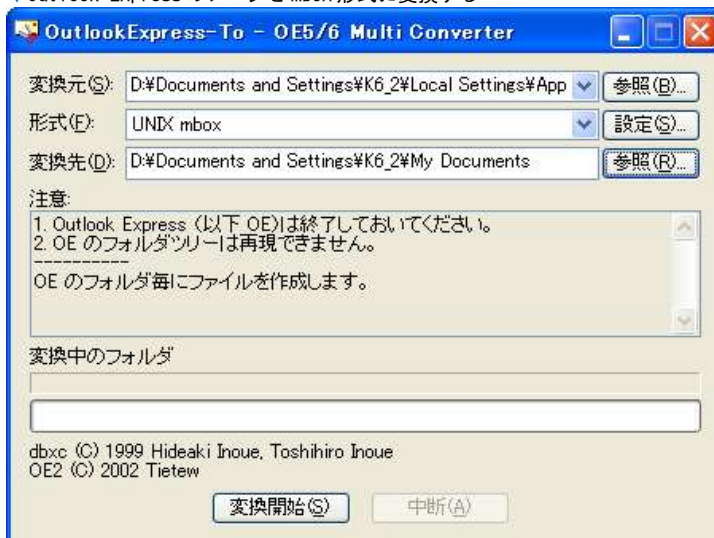 OutlookExpress-To - OE5/6 Multi Converter
変換元(S): D:¥Documents and Settings¥K6_2¥Local Settings¥App 参照(B)...
形式(F): UNIX mbox 設定(S)...
変換先(D): D:¥Documents and Settings¥K6_2¥My Documents 参照(R)...
注意:
1. Outlook Express (以下 OE)は終了しておいてください。
2. OE のフォルダツリーは再現できません。
----------
OE のフォルダ毎にファイルを作成します。
変換中のフォルダ
dbxc (C) 1999 Hideaki Inoue, Toshihiro Inoue
OE2 (C) 2002 Tietew
変換開始(S) 中断(A)